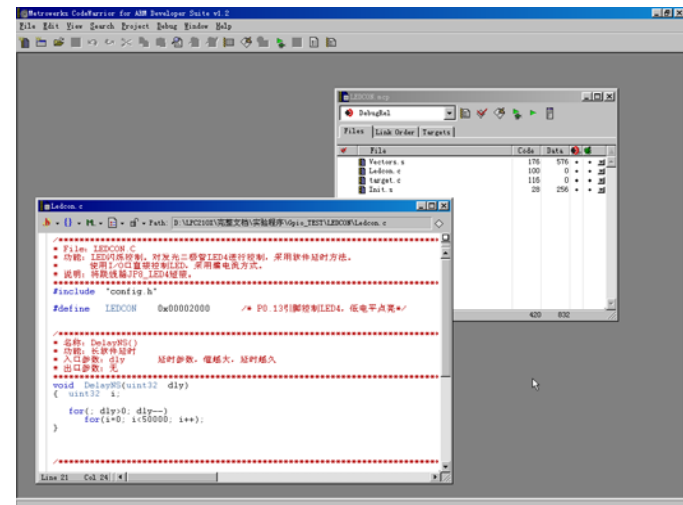 Metrowerks CodeWarrior for ARM Developer Suite v1.2
File Edit View Search Project Debug Window Help
LEDCON.mcp
DebugRel
Files Link Order Targets
File Code Data
Vectors.s 176 576
Ledcon.c 100 0
target.c 116 0
Init.s 28 256
420 832
Ledcon.c
Path: D:\LPC210X\完整文档\实验程序\Gpio_TEST\LEDCON\Ledcon.c
/****************************************************************
* File: LEDCON.C
* 功能: LED闪烁控制。对发光二极管LED4进行控制，采用软件延时方法。
* 使用I/O口直接控制LED，采用灌电流方式。
* 说明: 将跳线器JP8_LED4短接。
****************************************************************
#include "config.h"
#define LEDCON 0x00002000 /* P0.13引脚控制LED4，低电平点亮*/
/****************************************************************
* 名称: DelayNS()
* 功能: 长软件延时
* 入口参数: dly 延时参数，值越大，延时越久
* 出口参数: 无
****************************************************************
void DelayNS(uint32 dly)
{ uint32 i;
for(; dly>0; dly--)
for(i=0; i<50000; i++);
}
/****************************************************************
Line 21 Col 24